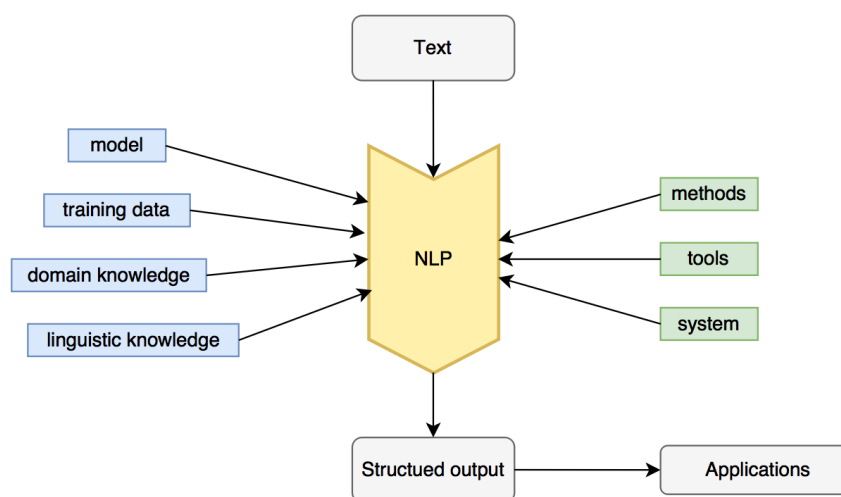 Text
model
training data
domain knowledge
linguistic knowledge
NLP
methods
tools
system
Structued output
Applications